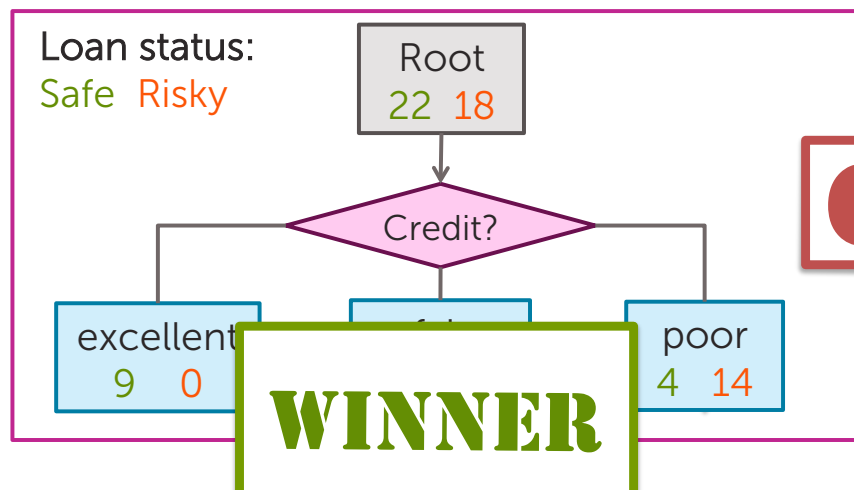 Loan status:
Safe Risky
Root
22 18
Credit?
excellent
9 0
poor
4 14
WINNER